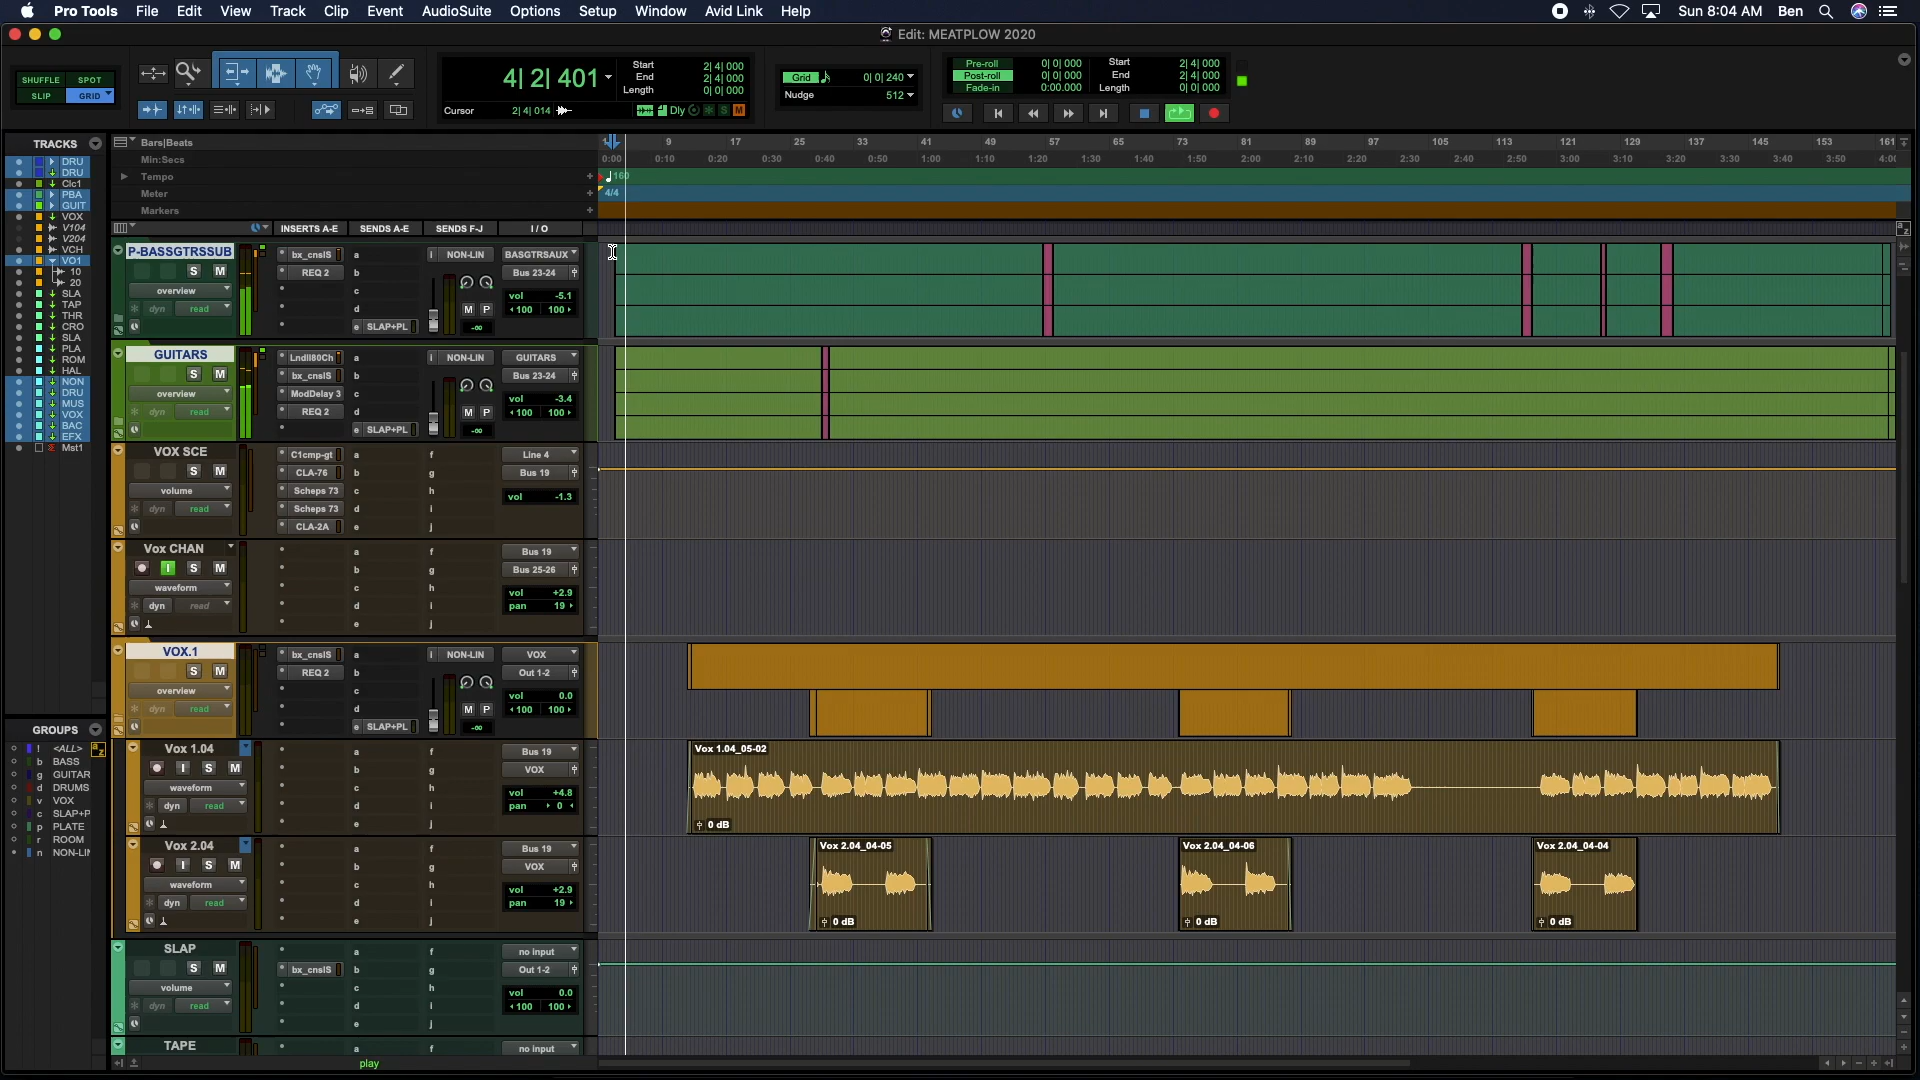 Pro Tools File Edit View Track Clip Event AudioSuite Options Setup Window Avid Link Help Sun 8:04 AM Ben
Edit: MEATPLOW 2020
SHUFFLE SPOT
SLIP GRID
4| 2| 401
Start 2| 4| 000
End 2| 4| 000
Length 0| 0| 000
Cursor 2| 4| 014 Dly S M
Grid 0| 0| 240
Nudge 512
Pre-roll 0| 0| 000 Start 2| 4| 000
Post-roll 0| 0| 000 End 2| 4| 000
Fade-in 0:00.000 Length 0| 0| 000
TRACKS
DRU
DRU
Clc1
PBA
GUIT
VOX
V104
V204
VCH
VO1
10
20
SLA
TAP
THR
CRO
SLA
PLA
ROM
HAL
NON
DRU
MUS
VOX
BAC
EFX
Mst1
GROUPS
! <ALL>
b BASS
g GUITAR
d DRUMS
v VOX
c SLAP+P
p PLATE
r ROOM
n NON-LIN
Bars|Beats 9 17 25 33 41 49 57 65 73 81 89 97 105 113 121 129 137 145 153 161
Min:Secs 0:00 0:10 0:20 0:30 0:40 0:50 1:00 1:10 1:20 1:30 1:40 1:50 2:00 2:10 2:20 2:30 2:40 2:50 3:00 3:10 3:20 3:30 3:40 3:50 4:00
Tempo 160
Meter 4/4
Markers
INSERTS A-E SENDS A-E SENDS F-J I / O
P-BASSGTRSSUB bx_cnslS a NON-LIN BASGTRSAUX
S M REQ 2 b Bus 23-24
overview c vol -5.1
dyn read d M P 100 100
e SLAP+PL -∞
GUITARS Lndll80Ch a NON-LIN GUITARS
S M bx_cnslS b Bus 23-24
overview ModDelay 3 c vol -3.4
dyn read REQ 2 d M P 100 100
e SLAP+PL -∞
VOX SCE C1cmp-gt a f Line 4
S M CLA-76 b g Bus 19
volume Scheps 73 c h vol -1.3
dyn read Scheps 73 d i
CLA-2A e j
Vox CHAN a f Bus 19
I S M b g Bus 25-26
waveform c h vol +2.9
dyn read d i pan 19
e j
VOX.1 bx_cnslS a NON-LIN VOX
S M REQ 2 b Out 1-2
overview c vol 0.0
dyn read d M P 100 100
e SLAP+PL -∞
Vox 1.04 a f Bus 19 Vox 1.04_05-02
I S M b g VOX
waveform c h vol +4.8
dyn read d i pan 0
e j 0 dB
Vox 2.04 a f Bus 19 Vox 2.04_04-05 Vox 2.04_04-06 Vox 2.04_04-04
I S M b g VOX
waveform c h vol +2.9
dyn read d i pan 19
e j 0 dB 0 dB 0 dB
SLAP a f no input
S M bx_cnslS b g Out 1-2
volume c h vol 0.0
dyn read d i 100 100
e j
TAPE a f no input
play